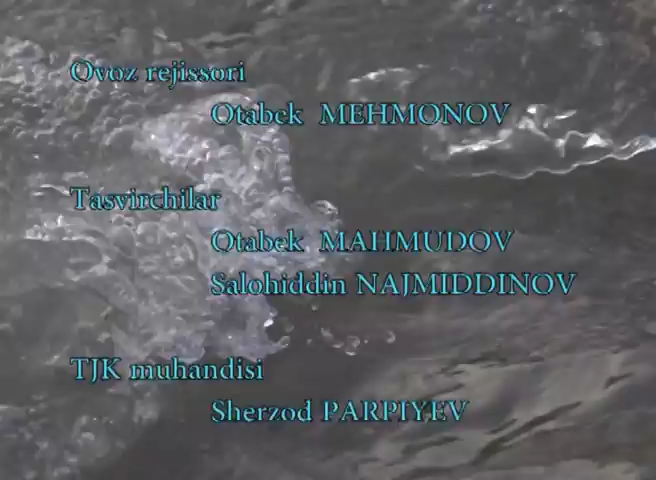 Ovoz rejissori
Otabek MEHMONOV
Tasvirchilar
Otabek MAHMUDOV
Salohiddin NAJMIDDINOV
TJK muhandisi
Sherzod PARPIYEV